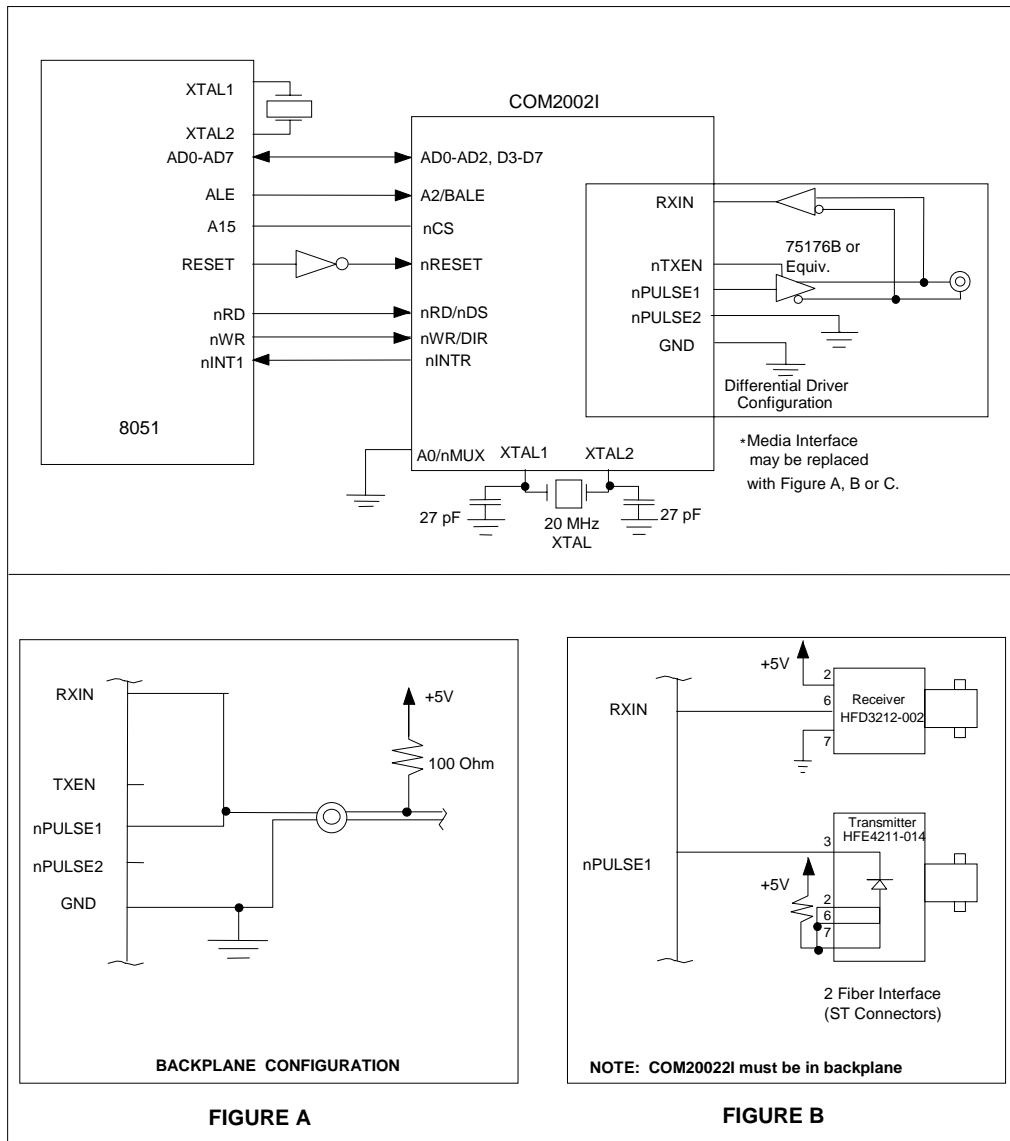 XTAL1
XTAL2
AD0-AD7
ALE
A15
RESET
nRD
nWR
nINT1
8051
COM2002I
AD0-AD2, D3-D7
A2/BALE
nCS
nRESET
nRD/nDS
nWR/DIR
nINTR
A0/nMUX
XTAL1
XTAL2
27 pF
20 MHz
XTAL
27 pF
RXIN
nTXEN
nPULSE1
nPULSE2
GND
75176B or
Equiv.
Differential Driver
Configuration
*Media Interface
may be replaced
with Figure A, B or C.
RXIN
TXEN
nPULSE1
nPULSE2
GND
+5V
100 Ohm
BACKPLANE CONFIGURATION
FIGURE A
RXIN
nPULSE1
+5V
2
6
7
Receiver
HFD3212-002
Transmitter
HFE4211-014
3
+5V
2
6
7
2 Fiber Interface
(ST Connectors)
NOTE: COM20022I must be in backplane
FIGURE B